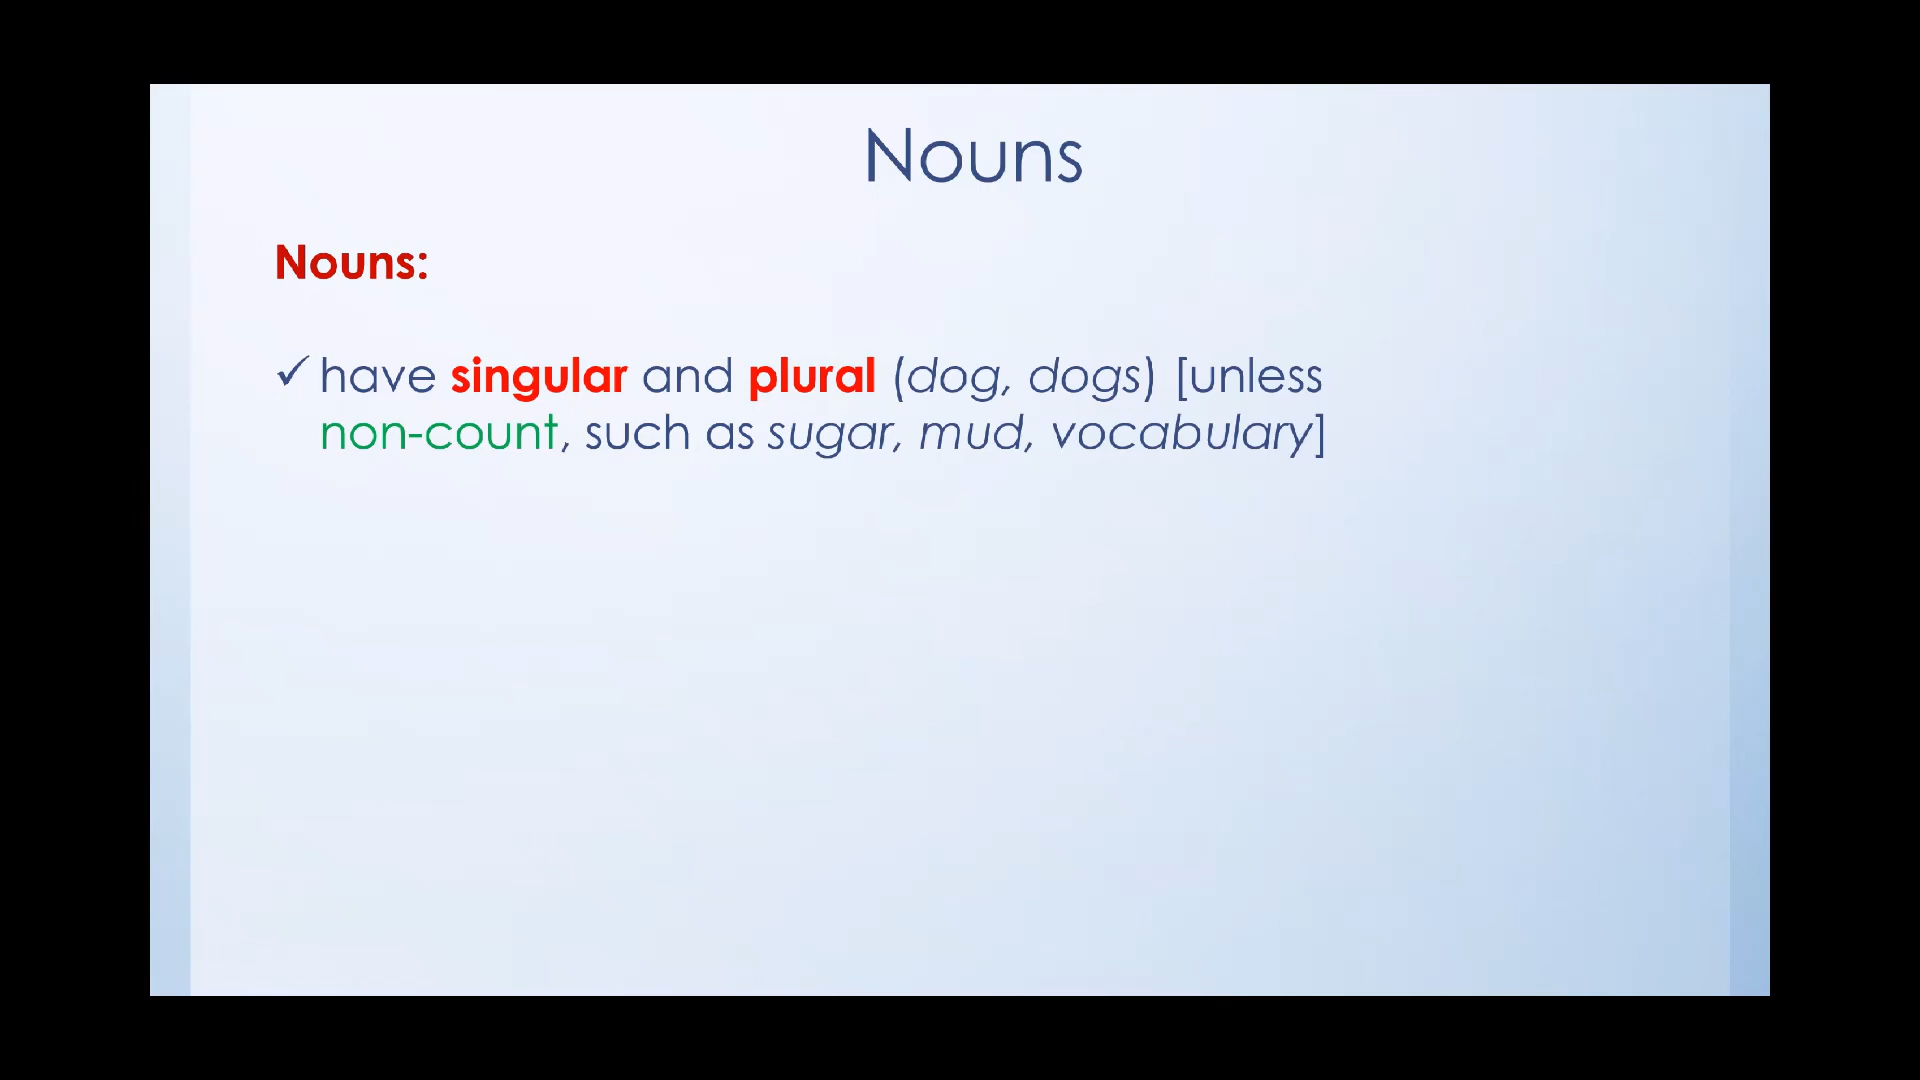 Nouns
Nouns:
✓ have singular and plural (dog, dogs) [unless
non-count, such as sugar, mud, vocabulary]